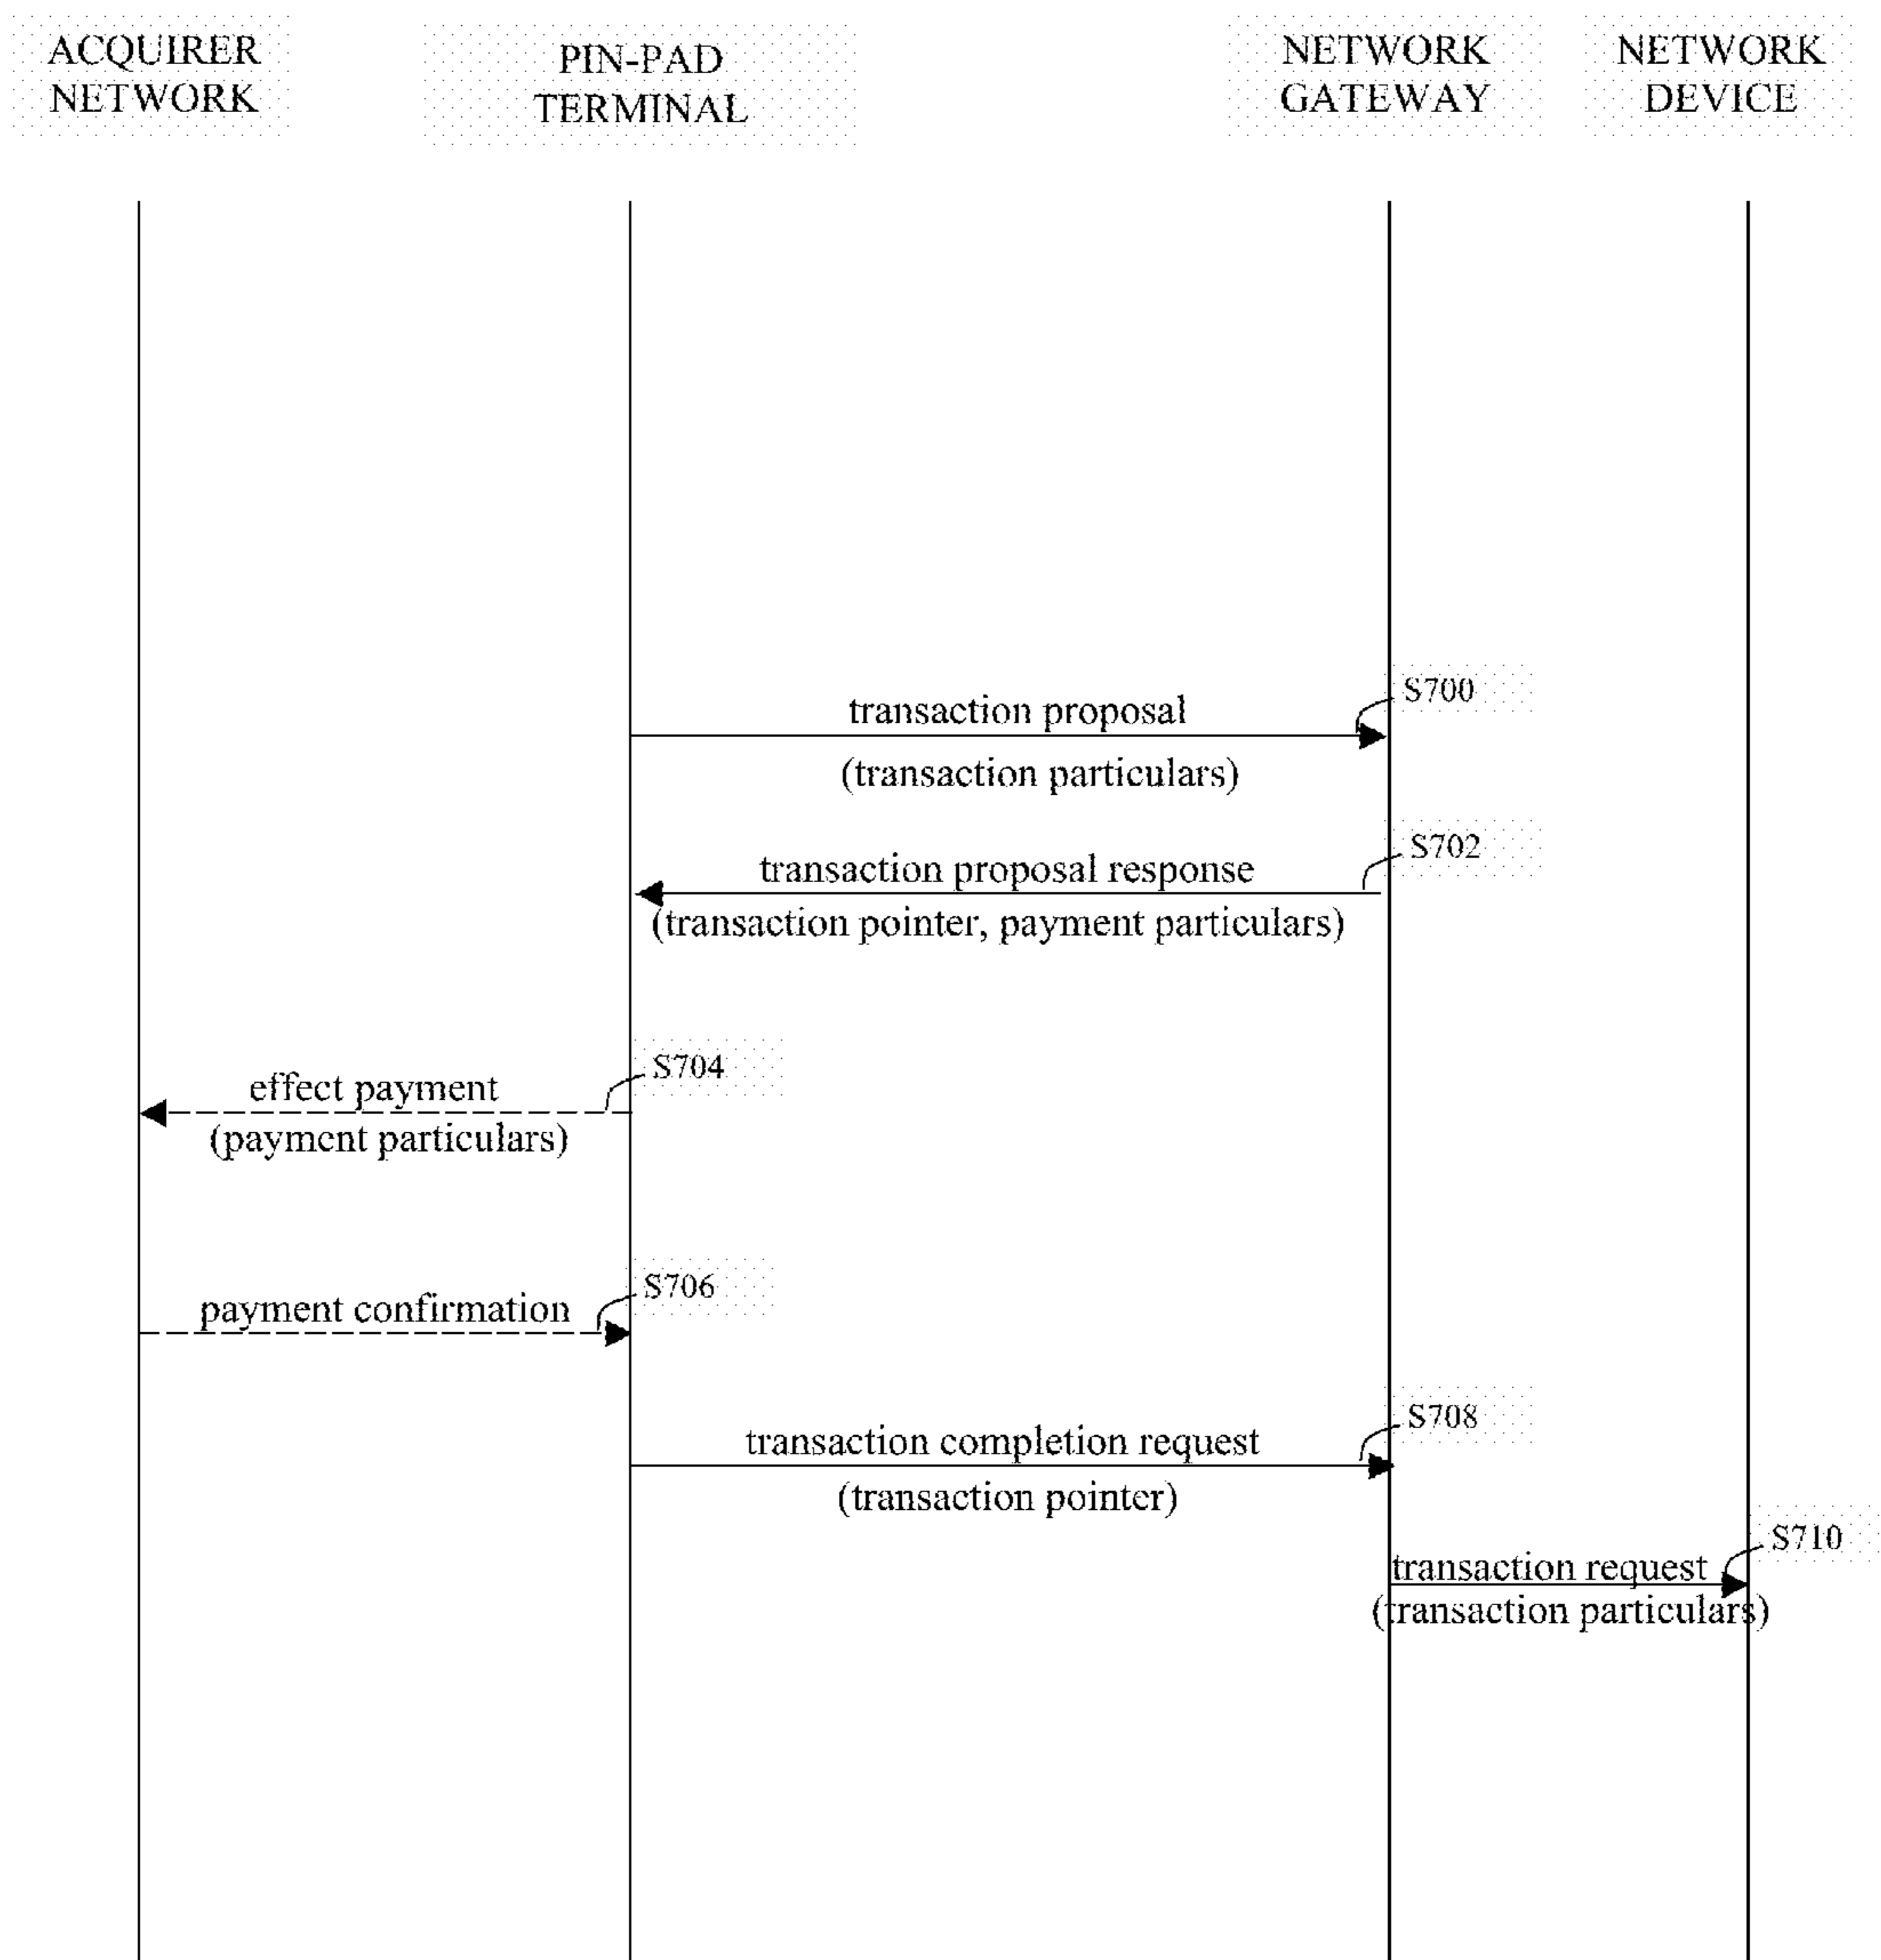 ACQUIRER
NETWORK
PIN-PAD
TERMINAL
NETWORK
GATEWAY
NETWORK
DEVICE
S700
transaction proposal
(transaction particulars)
S702
transaction proposal response
(transaction pointer, payment particulars)
S704
effect payment
(payment particulars)
S706
payment confirmation
S708
transaction completion request
(transaction pointer)
S710
transaction request
(transaction particulars)